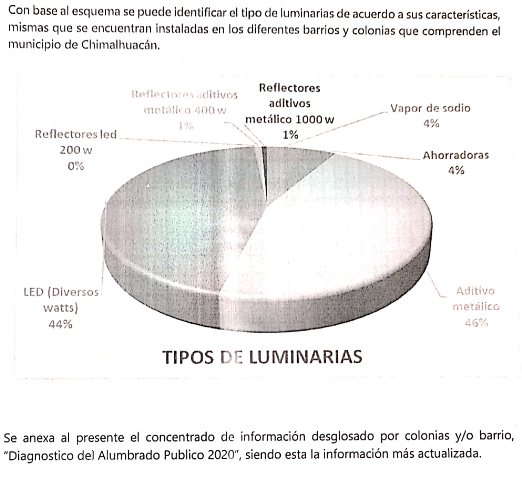 Con base al esquema se puede identificar el tipo de luminarias de acuerdo a sus características,
mismas que se encuentran instaladas en los diferentes barrios y colonias que comprenden el
municipio de Chimalhuacán.
Reflectores aditivos
metálico 400 w
1%
Reflectores
aditivos
metálico 1000 w
1%
Vapor de sodio
4%
Reflectores led
200 w
0%
Ahorradoras
4%
LED (Diversos
watts)
44%
Aditivo
metálico
46%
TIPOS DE LUMINARIAS
Se anexa al presente el concentrado de información desglosado por colonias y/o barrio,
"Diagnostico del Alumbrado Publico 2020", siendo esta la información más actualizada.